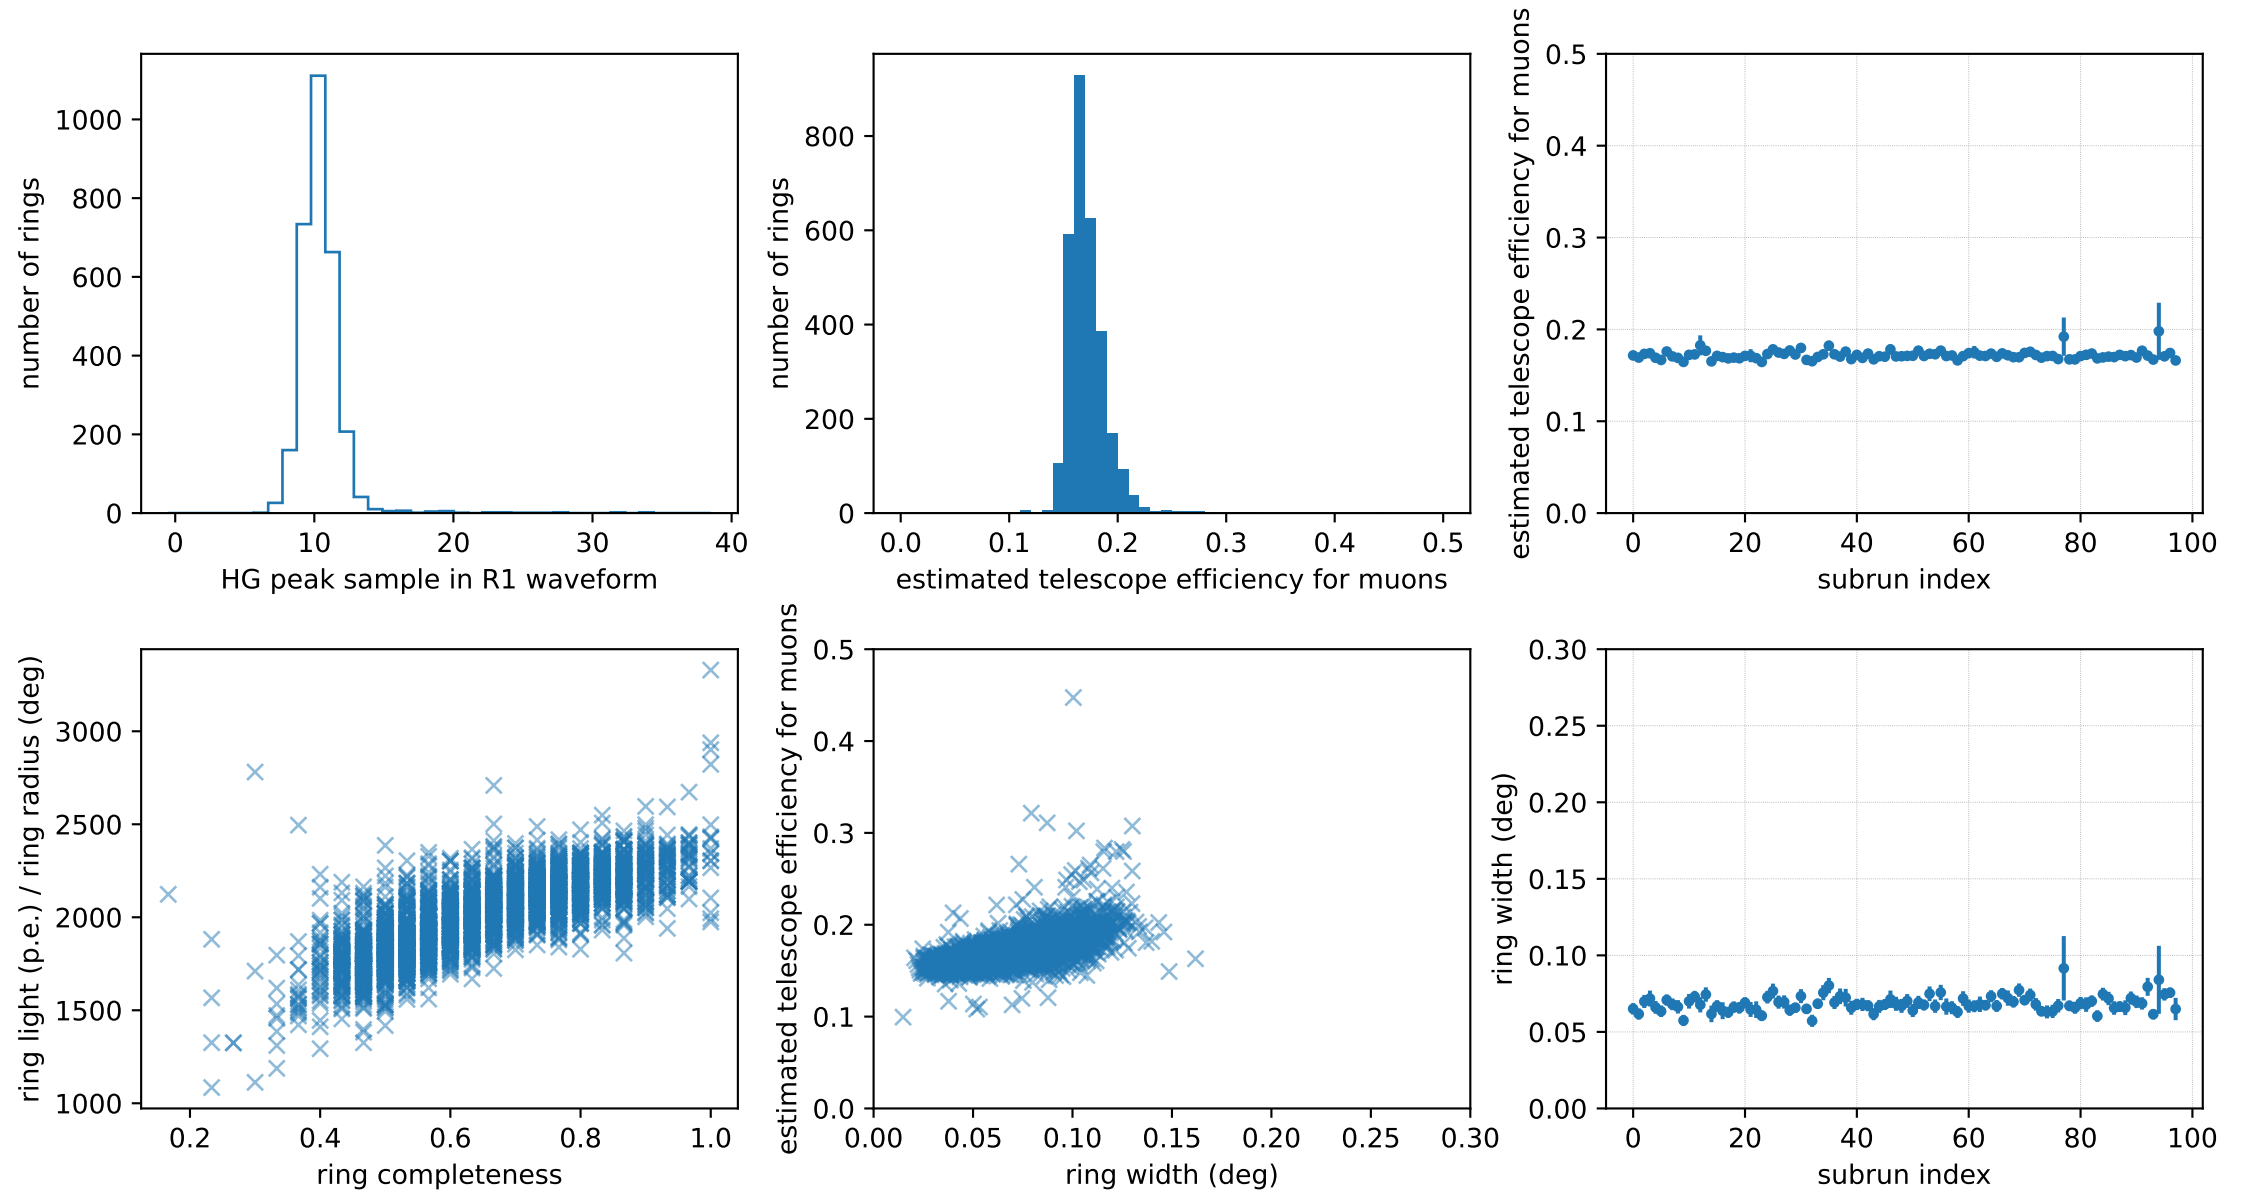 number of rings
1000
800
600
400
200
0
0 10 20 30 40
HG peak sample in R1 waveform
number of rings
800
600
400
200
0
0.0 0.1 0.2 0.3 0.4 0.5
estimated telescope efficiency for muons
estimated telescope efficiency for muons
0.5
0.4
0.3
0.2
0.1
0.0
0 20 40 60 80 100
subrun index
ring light (p.e.) / ring radius (deg)
3000
2500
2000
1500
1000
0.2 0.4 0.6 0.8 1.0
ring completeness
estimated telescope efficiency for muons
0.5
0.4
0.3
0.2
0.1
0.0
0.00 0.05 0.10 0.15 0.20 0.25 0.30
ring width (deg)
ring width (deg)
0.30
0.25
0.20
0.15
0.10
0.05
0.00
0 20 40 60 80 100
subrun index